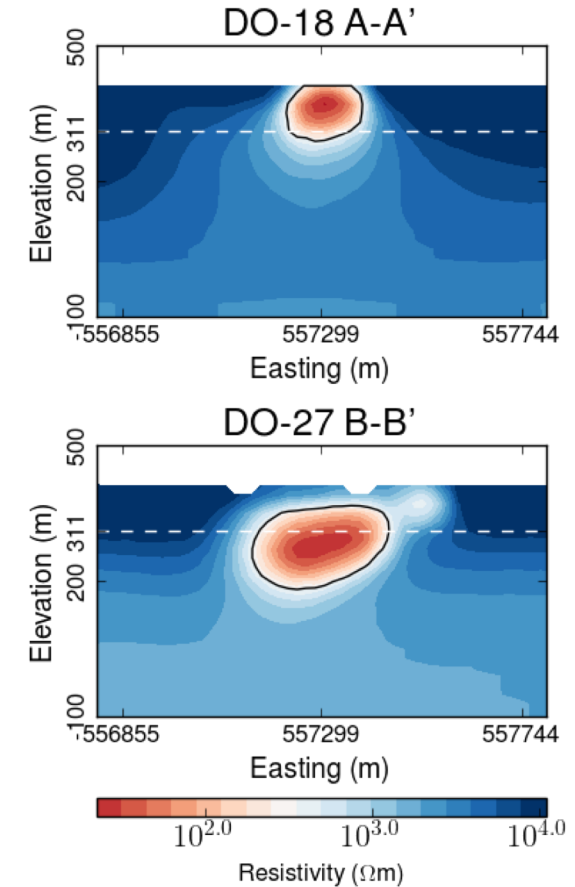 DO-18 A-A’
500
311
200
-100
Elevation (m)
556855 557299 557744
Easting (m)
DO-27 B-B’
500
311
200
-100
Elevation (m)
556855 557299 557744
Easting (m)
10^2.0 10^3.0 10^4.0
Resistivity (Ωm)